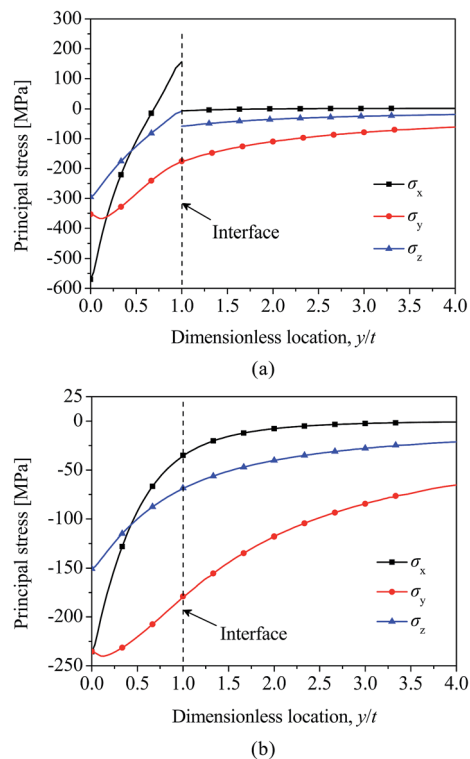 300
200
100
0
-100
-200
-300
-400
-500
-600
Principal stress [MPa]
σx
σy
σz
Interface
0.0 0.5 1.0 1.5 2.0 2.5 3.0 3.5 4.0
Dimensionless location, y/t
(a)
25
0
-50
-100
-150
-200
-250
Principal stress [MPa]
σx
σy
σz
Interface
0.0 0.5 1.0 1.5 2.0 2.5 3.0 3.5 4.0
Dimensionless location, y/t
(b)